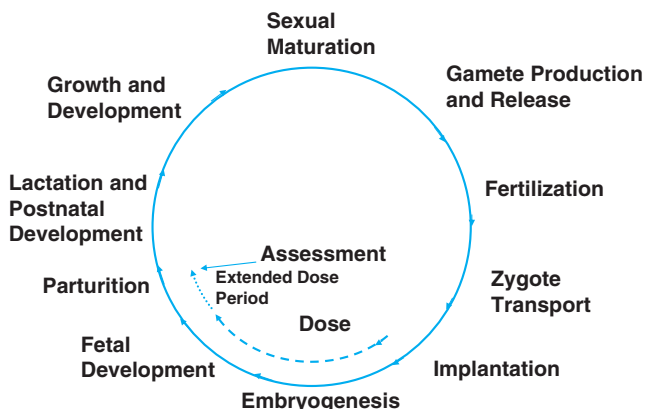 Sexual
Maturation
Gamete Production
and Release
Fertilization
Zygote
Transport
Implantation
Embryogenesis
Fetal
Development
Parturition
Lactation and
Postnatal
Development
Growth and
Development
Assessment
Extended Dose
Period
Dose